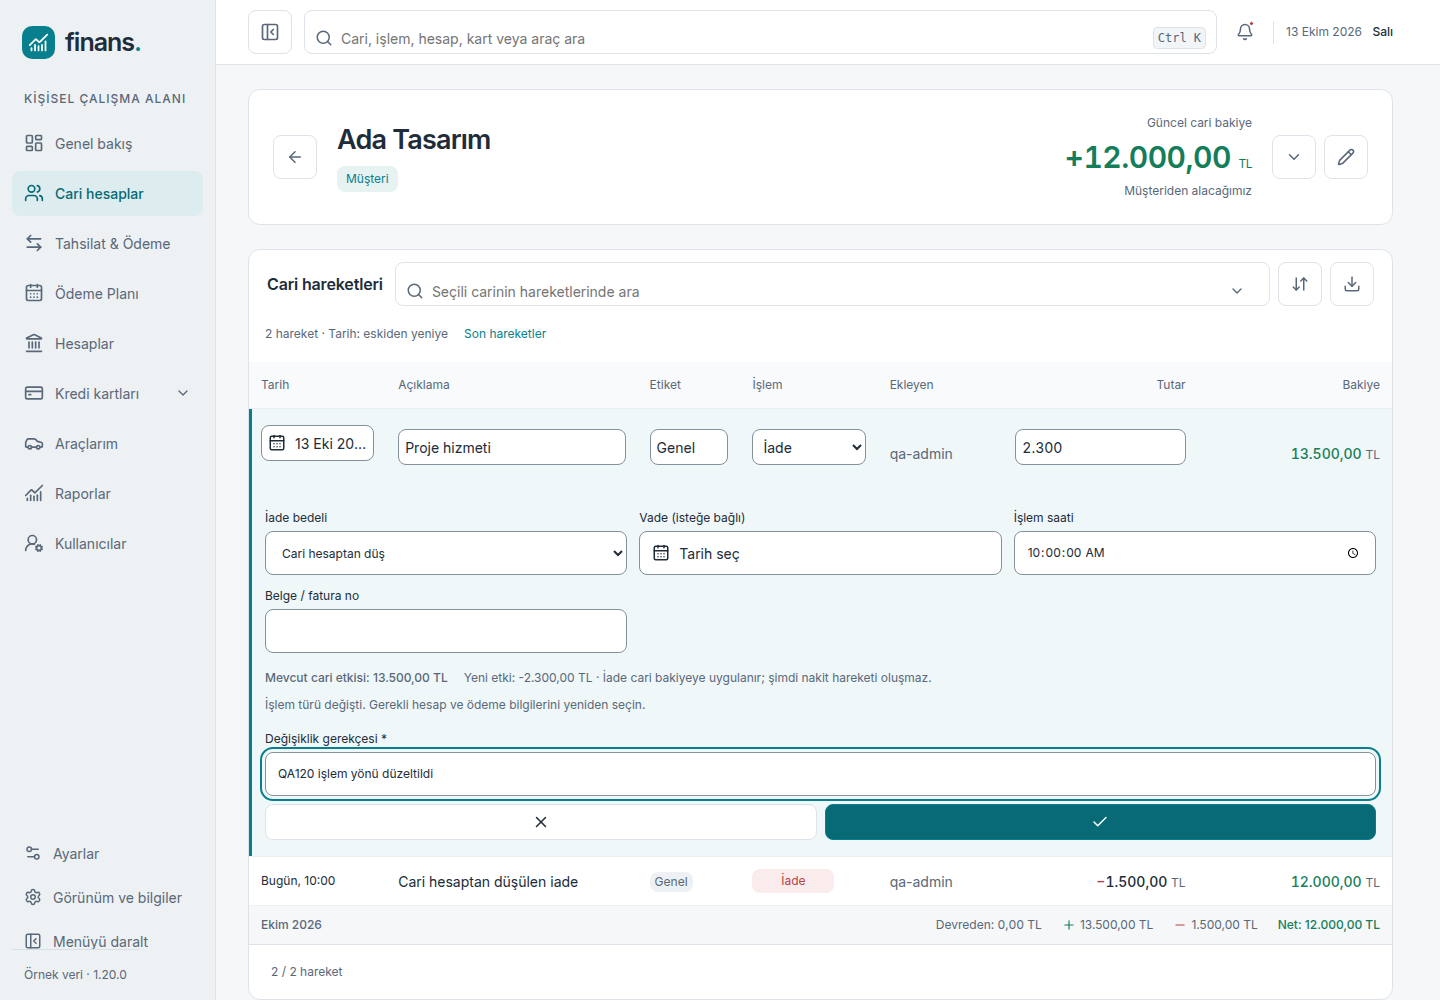 finans.
Cari, işlem, hesap, kart veya araç ara
Ctrl K
13 Ekim 2026 Salı
KİŞİSEL ÇALIŞMA ALANI
Genel bakış
Cari hesaplar
Tahsilat & Ödeme
Ödeme Planı
Hesaplar
Kredi kartları
Araçlarım
Raporlar
Kullanıcılar
Ayarlar
Görünüm ve bilgiler
Menüyü daralt
Örnek veri · 1.20.0
Ada Tasarım
Müşteri
Güncel cari bakiye
+12.000,00 TL
Müşteriden alacağımız
Cari hareketleri
Seçili carinin hareketlerinde ara
2 hareket · Tarih: eskiden yeniye Son hareketler
Tarih Açıklama Etiket İşlem Ekleyen Tutar Bakiye
13 Eki 20... Proje hizmeti Genel İade qa-admin 2.300 13.500,00 TL
İade bedeli Vade (isteğe bağlı) İşlem saati
Cari hesaptan düş Tarih seç 10:00:00 AM
Belge / fatura no
Mevcut cari etkisi: 13.500,00 TL Yeni etki: -2.300,00 TL · İade cari bakiyeye uygulanır; şimdi nakit hareketi oluşmaz.
İşlem türü değişti. Gerekli hesap ve ödeme bilgilerini yeniden seçin.
Değişiklik gerekçesi *
QA120 işlem yönü düzeltildi
Bugün, 10:00 Cari hesaptan düşülen iade Genel İade qa-admin −1.500,00 TL 12.000,00 TL
Ekim 2026 Devreden: 0,00 TL + 13.500,00 TL − 1.500,00 TL Net: 12.000,00 TL
2 / 2 hareket